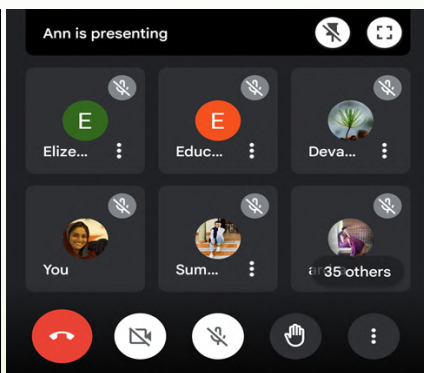 Ann is presenting
E
E
Elize...
Educ...
Deva...
You
Sum...
35 others